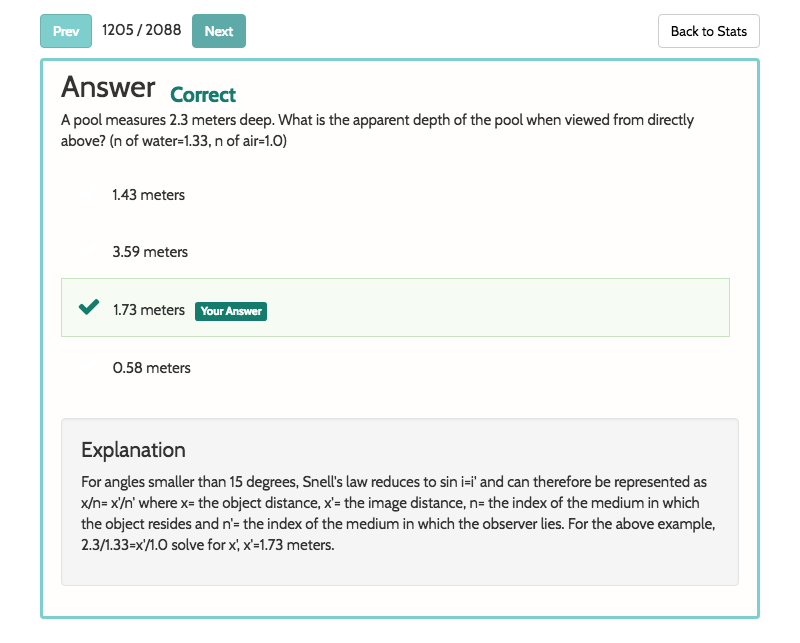 Prev 1205 / 2088 Next Back to Stats
Answer Correct
A pool measures 2.3 meters deep. What is the apparent depth of the pool when viewed from directly
above? (n of water=1.33, n of air=1.0)
1.43 meters
3.59 meters
1.73 meters Your Answer
0.58 meters
Explanation
For angles smaller than 15 degrees, Snell's law reduces to sin i=i' and can therefore be represented as
x/n= x'/n' where x= the object distance, x'= the image distance, n= the index of the medium in which
the object resides and n'= the index of the medium in which the observer lies. For the above example,
2.3/1.33=x'/1.0 solve for x', x'=1.73 meters.